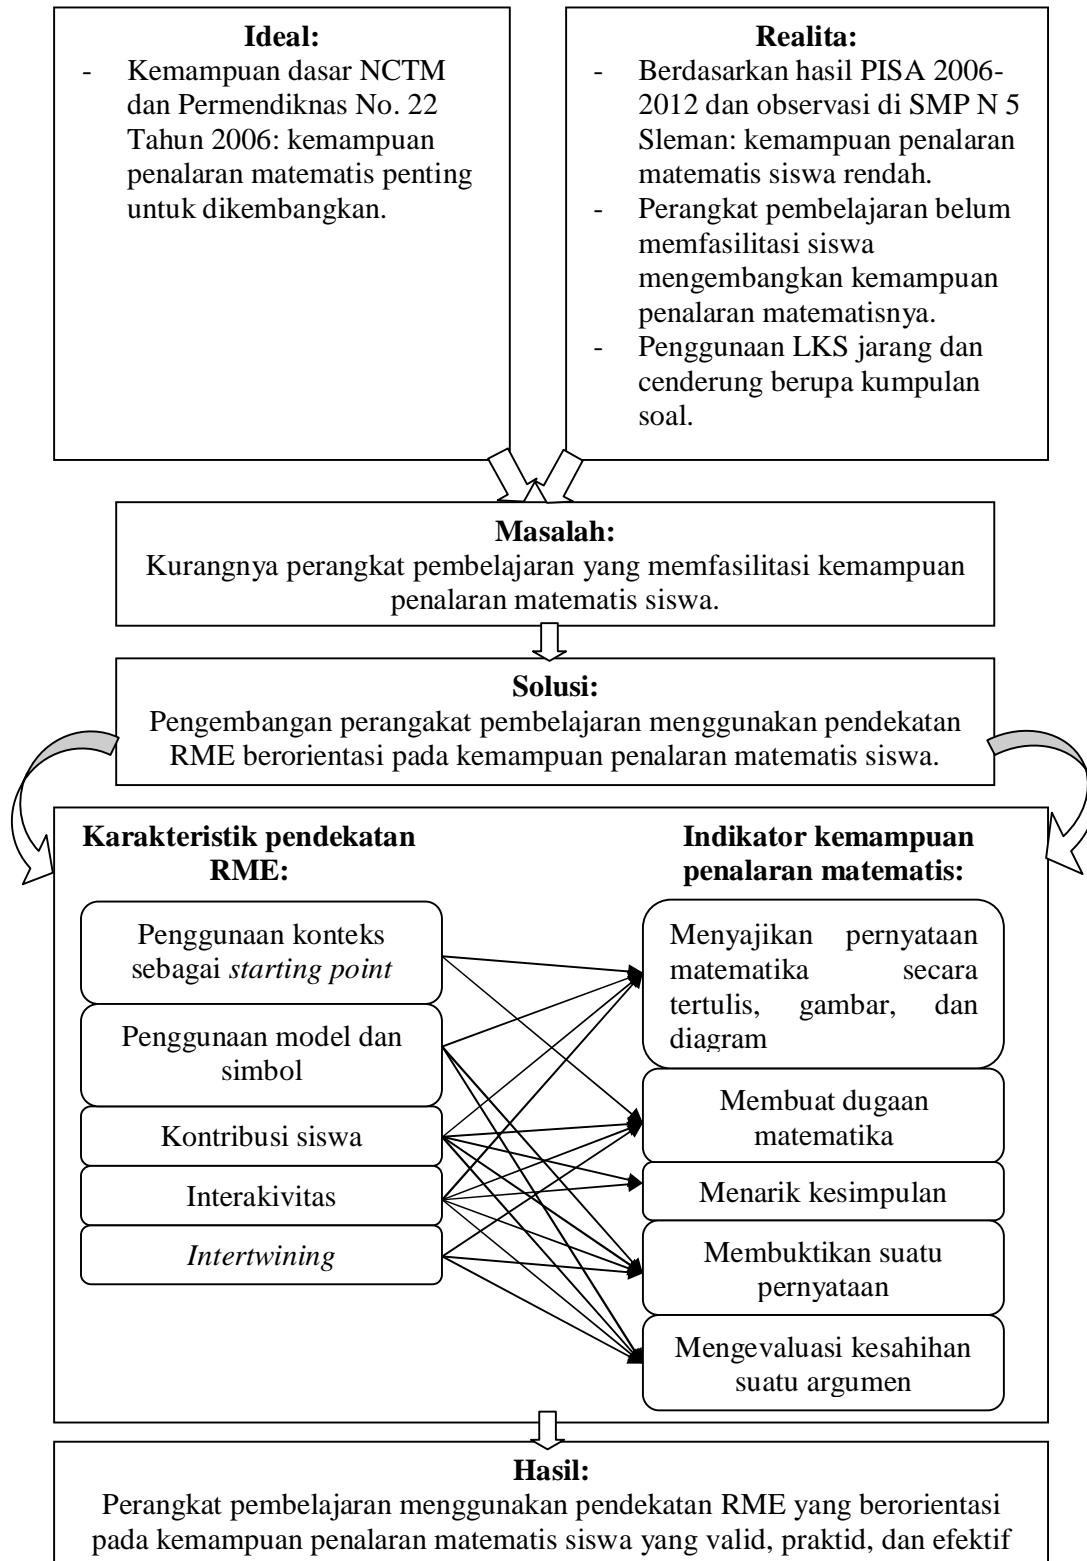 Ideal:
- Kemampuan dasar NCTM
dan Permendiknas No. 22
Tahun 2006: kemampuan
penalaran matematis penting
untuk dikembangkan.
Realita:
- Berdasarkan hasil PISA 2006-
2012 dan observasi di SMP N 5
Sleman: kemampuan penalaran
matematis siswa rendah.
- Perangkat pembelajaran belum
memfasilitasi siswa
mengembangkan kemampuan
penalaran matematisnya.
- Penggunaan LKS jarang dan
cenderung berupa kumpulan
soal.
Masalah:
Kurangnya perangkat pembelajaran yang memfasilitasi kemampuan
penalaran matematis siswa.
Solusi:
Pengembangan perangakat pembelajaran menggunakan pendekatan
RME berorientasi pada kemampuan penalaran matematis siswa.
Karakteristik pendekatan
RME:
Penggunaan konteks
sebagai starting point
Penggunaan model dan
simbol
Kontribusi siswa
Interakivitas
Intertwining
Indikator kemampuan
penalaran matematis:
Menyajikan pernyataan
matematika secara
tertulis, gambar, dan
diagram
Membuat dugaan
matematika
Menarik kesimpulan
Membuktikan suatu
pernyataan
Mengevaluasi kesahihan
suatu argumen
Hasil:
Perangkat pembelajaran menggunakan pendekatan RME yang berorientasi
pada kemampuan penalaran matematis siswa yang valid, praktid, dan efektif